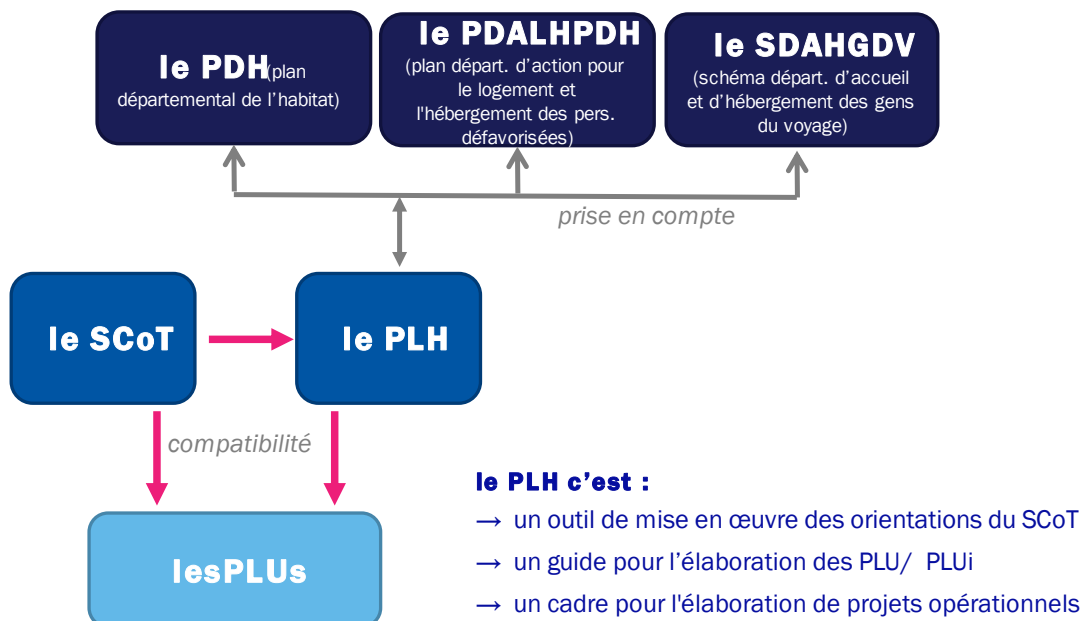 le PDH(plan
départemental de l'habitat)
le PDALHPDH
(plan départ. d'action pour
le logement et
l'hébergement des pers.
défavorisées)
le SDAHGDV
(schéma départ. d'accueil
et d'hébergement des gens
du voyage)
prise en compte
le SCoT
le PLH
compatibilité
lesPLUs
le PLH c'est :
→ un outil de mise en œuvre des orientations du SCoT
→ un guide pour l'élaboration des PLU/ PLUi
→ un cadre pour l'élaboration de projets opérationnels